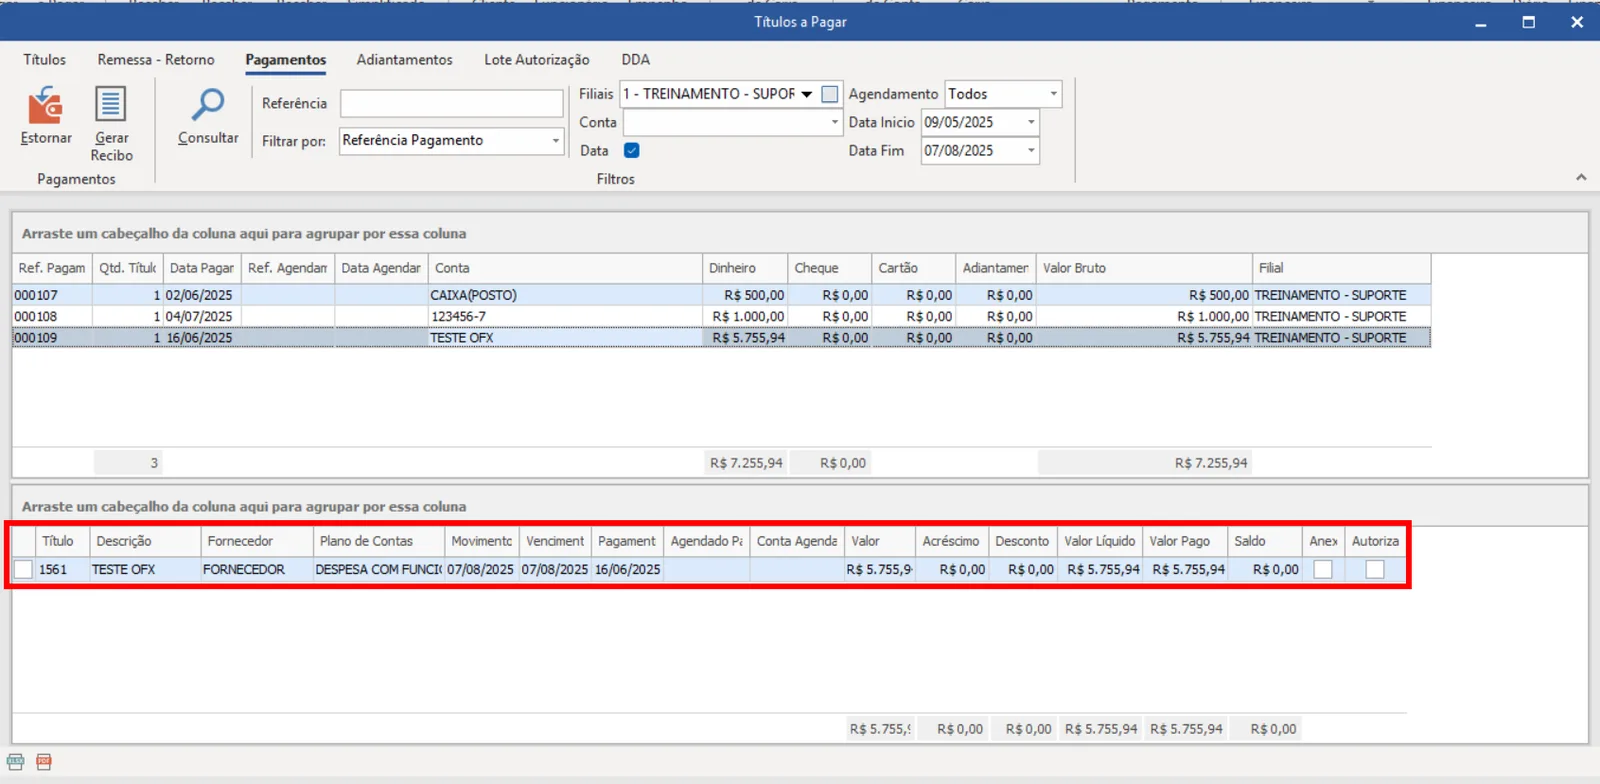 Títulos a Pagar
Títulos Remessa - Retorno Pagamentos Adiantamentos Lote Autorização DDA
Estornar
Gerar Recibo
Pagamentos
Consultar
Referência
Filtrar por: Referência Pagamento
Filiais 1 - TREINAMENTO - SUPOR Agendamento Todos
Conta Data Inicio 09/05/2025
Data Data Fim 07/08/2025
Filtros
Arraste um cabeçalho da coluna aqui para agrupar por essa coluna
Ref. Pagam Qtd. Título Data Pagar Ref. Agendam Data Agendar Conta Dinheiro Cheque Cartão Adiantamer Valor Bruto Filial
000107 1 02/06/2025 CAIXA(POSTO) R$ 500,00 R$ 0,00 R$ 0,00 R$ 0,00 R$ 500,00 TREINAMENTO - SUPORTE
000108 1 04/07/2025 123456-7 R$ 1.000,00 R$ 0,00 R$ 0,00 R$ 0,00 R$ 1.000,00 TREINAMENTO - SUPORTE
000109 1 16/06/2025 TESTE OFX R$ 5.755,94 R$ 0,00 R$ 0,00 R$ 0,00 R$ 5.755,94 TREINAMENTO - SUPORTE
3 R$ 7.255,94 R$ 0,00 R$ 7.255,94
Arraste um cabeçalho da coluna aqui para agrupar por essa coluna
Título Descrição Fornecedor Plano de Contas Movimento Venciment Pagament Agendado Pa Conta Agenda Valor Acréscimo Desconto Valor Líquido Valor Pago Saldo Anex Autoriza
1561 TESTE OFX FORNECEDOR DESPESA COM FUNCIO 07/08/2025 07/08/2025 16/06/2025 R$ 5.755,9 R$ 0,00 R$ 0,00 R$ 5.755,94 R$ 5.755,94 R$ 0,00
R$ 5.755,9 R$ 0,00 R$ 0,00 R$ 5.755,94 R$ 5.755,94 R$ 0,00
XLSX PDF